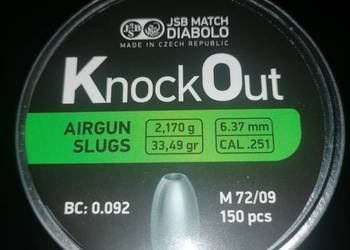 JSB MATCH
DIABOLO
MADE IN CZECH REPUBLIC
KnockOut
AIRGUN SLUGS
2,170 g
6.37 mm
33,49 gr
CAL .251
BC: 0.092
M 72/09
150 pcs